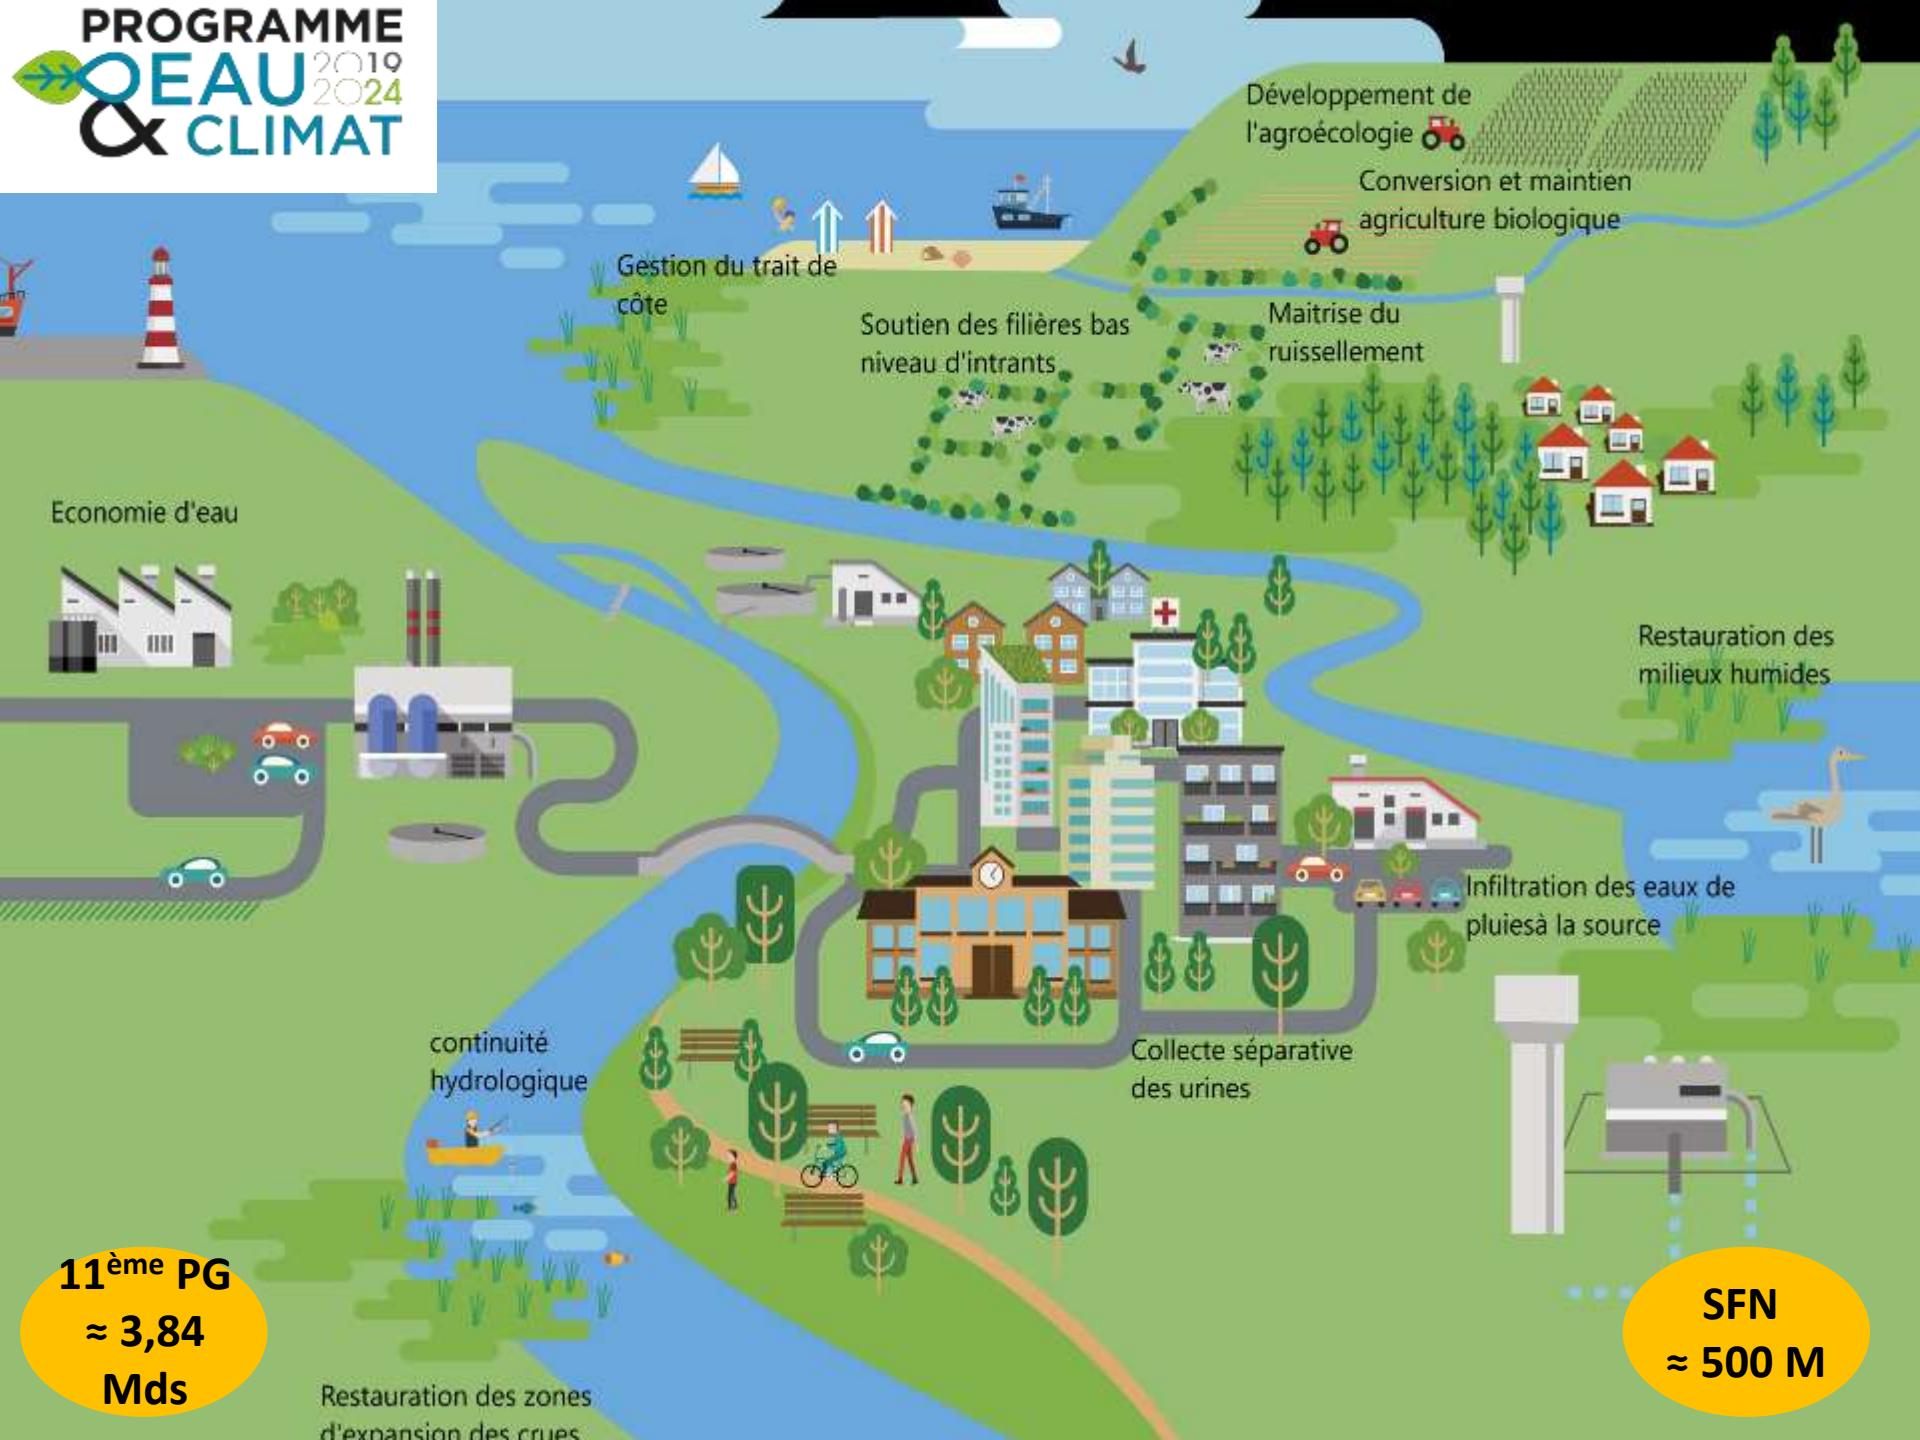 PROGRAMME
EAU 2019
2024
& CLIMAT
Développement de
l'agroécologie
Conversion et maintien
agriculture biologique
Gestion du trait de
côte
Soutien des filières bas
niveau d'intrants
Maitrise du
ruissellement
Economie d'eau
Restauration des
milieux humides
Infiltration des eaux de
pluiesà la source
continuité
hydrologique
Collecte séparative
des urines
11ème PG
≈ 3,84
Mds
SFN
≈ 500 M
Restauration des zones
d'expansion des crues